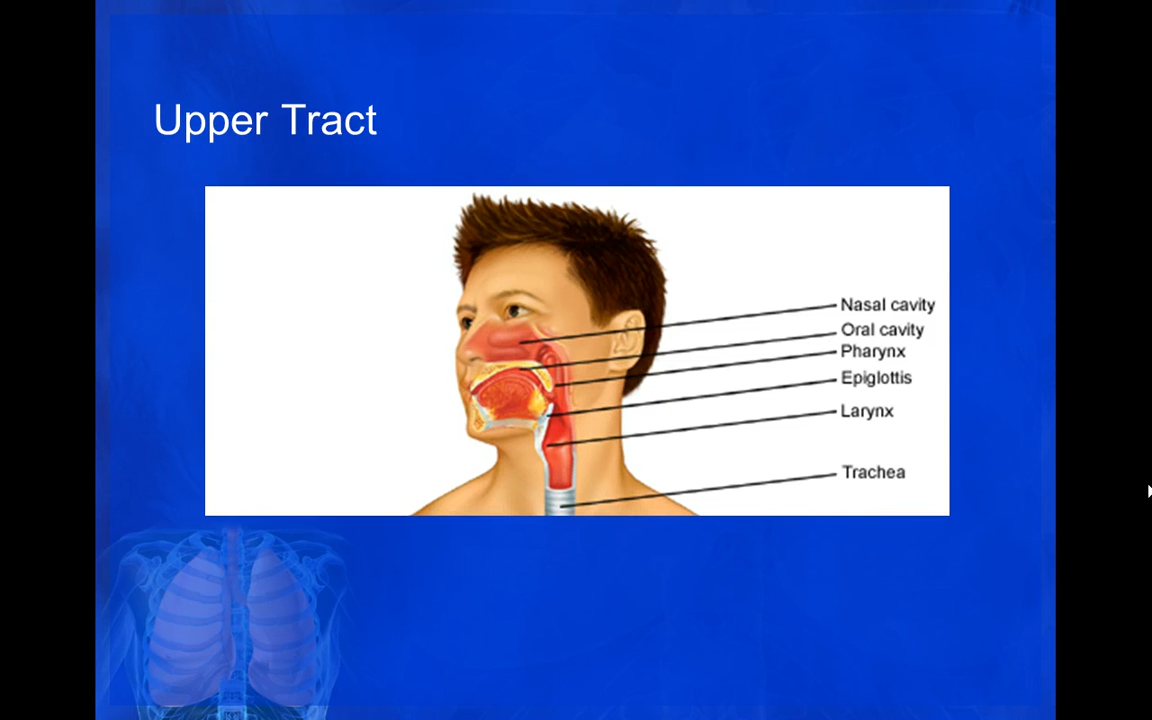 Upper Tract
Nasal cavity
Oral cavity
Pharynx
Epiglottis
Larynx
Trachea